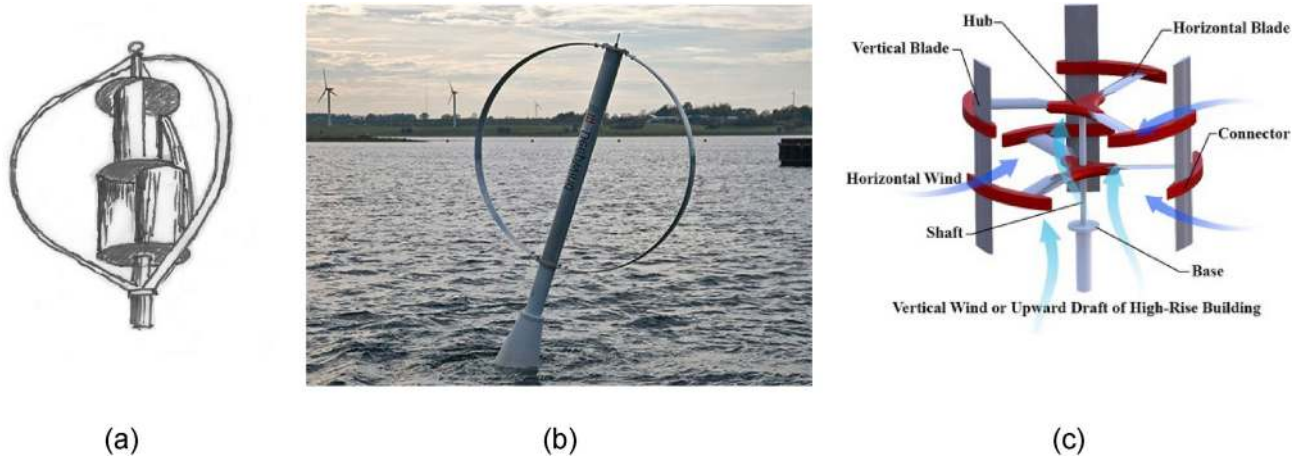 Hub
Horizontal Blade
Vertical Blade
Connector
Horizontal Wind
Shaft
Base
Vertical Wind or Upward Draft of High-Rise Building
(a)
(b)
(c)